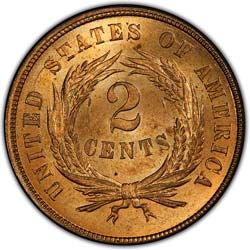 UNITED STATES OF AMERICA
2
CENTS